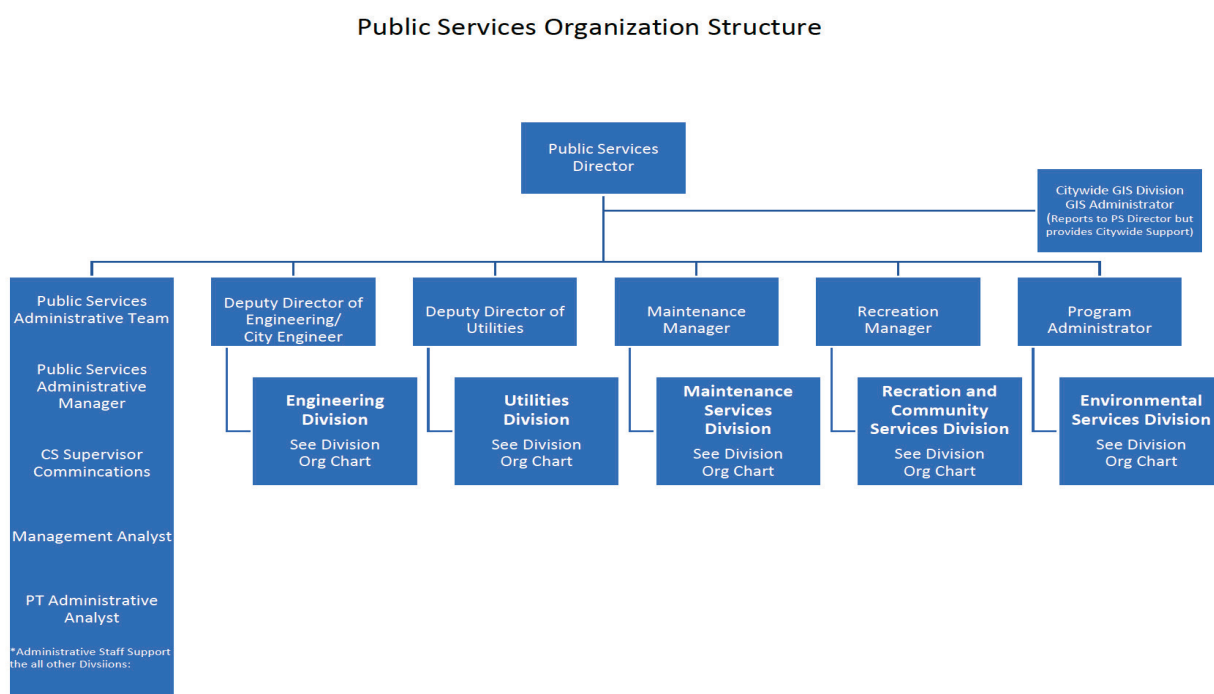 Public Services Organization Structure
Public Services
Director
Citywide GIS Division
GIS Administrator
(Reports to PS Director but
provides Citywide Support)
Public Services
Administrative Team
Public Services
Administrative
Manager
CS Supervisor
Commincations
Management Analyst
PT Administrative
Analyst
*Administrative Staff Support
the all other Divsiions:
Deputy Director of
Engineering/
City Engineer
Engineering
Division
See Division
Org Chart
Deputy Director of
Utilities
Utilities
Division
See Division
Org Chart
Maintenance
Manager
Maintenance
Services
Division
See Division
Org Chart
Recreation
Manager
Recration and
Community
Services Division
See Division
Org Chart
Program
Administrator
Environmental
Services Division
See Division
Org Chart